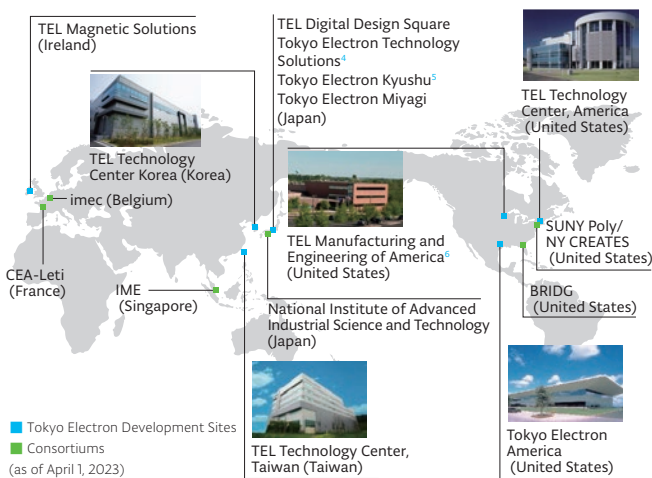 TEL Magnetic Solutions
(Ireland)
TEL Technology
Center Korea (Korea)
imec (Belgium)
CEA-Leti
(France)
IME
(Singapore)
TEL Digital Design Square
Tokyo Electron Technology
Solutions4
Tokyo Electron Kyushu5
Tokyo Electron Miyagi
(Japan)
TEL Manufacturing and
Engineering of America6
(United States)
National Institute of Advanced
Industrial Science and Technology
(Japan)
TEL Technology Center,
Taiwan (Taiwan)
TEL Technology
Center, America
(United States)
SUNY Poly/
NY CREATES
(United States)
BRIDG
(United States)
Tokyo Electron
America
(United States)
Tokyo Electron Development Sites
Consortiums
(as of April 1, 2023)